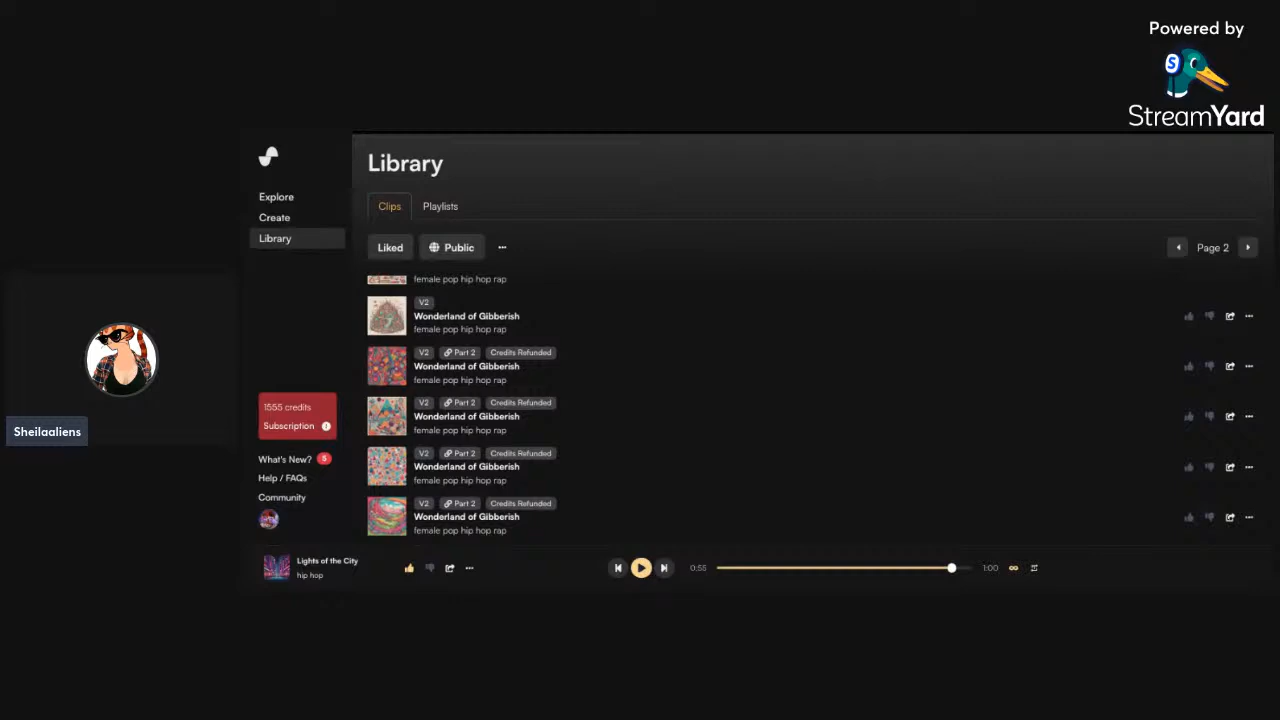 Powered by
StreamYard
Library
Explore
Create
Library
Clips
Playlists
Liked
Public
Page 2
female pop hip hop rap
V2
Wonderland of Gibberish
female pop hip hop rap
V2 Part 2 Credits Refunded
Wonderland of Gibberish
female pop hip hop rap
V2 Part 2 Credits Refunded
Wonderland of Gibberish
female pop hip hop rap
V2 Part 2 Credits Refunded
Wonderland of Gibberish
female pop hip hop rap
V2 Part 2 Credits Refunded
Wonderland of Gibberish
female pop hip hop rap
1555 credits
Subscription
What's New? 5
Help / FAQs
Community
Sheilaaliens
Lights of the City
hip hop
0:55
1:00